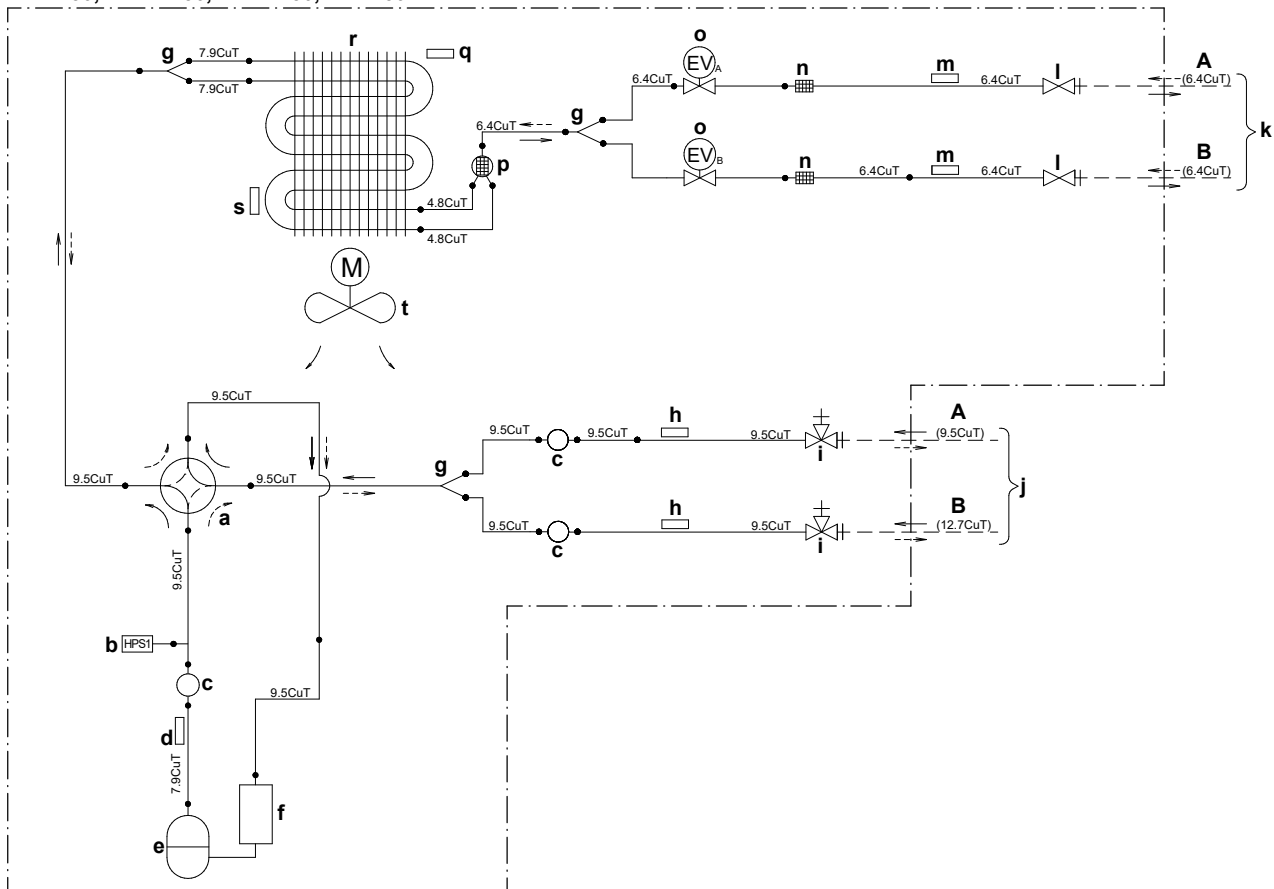 r
q
o
g
7.9CuT
7.9CuT
EVA
n
m
l
A
6.4CuT
6.4CuT
(6.4CuT)
g
6.4CuT
k
o
EVB
n
m
l
B
p
6.4CuT
6.4CuT
(6.4CuT)
s
4.8CuT
4.8CuT
M
t
9.5CuT
h
A
9.5CuT
9.5CuT
9.5CuT
(9.5CuT)
c
i
g
9.5CuT
9.5CuT
j
a
h
B
9.5CuT
9.5CuT
(12.7CuT)
c
i
9.5CuT
b
HPS1
c
9.5CuT
d
7.9CuT
f
e